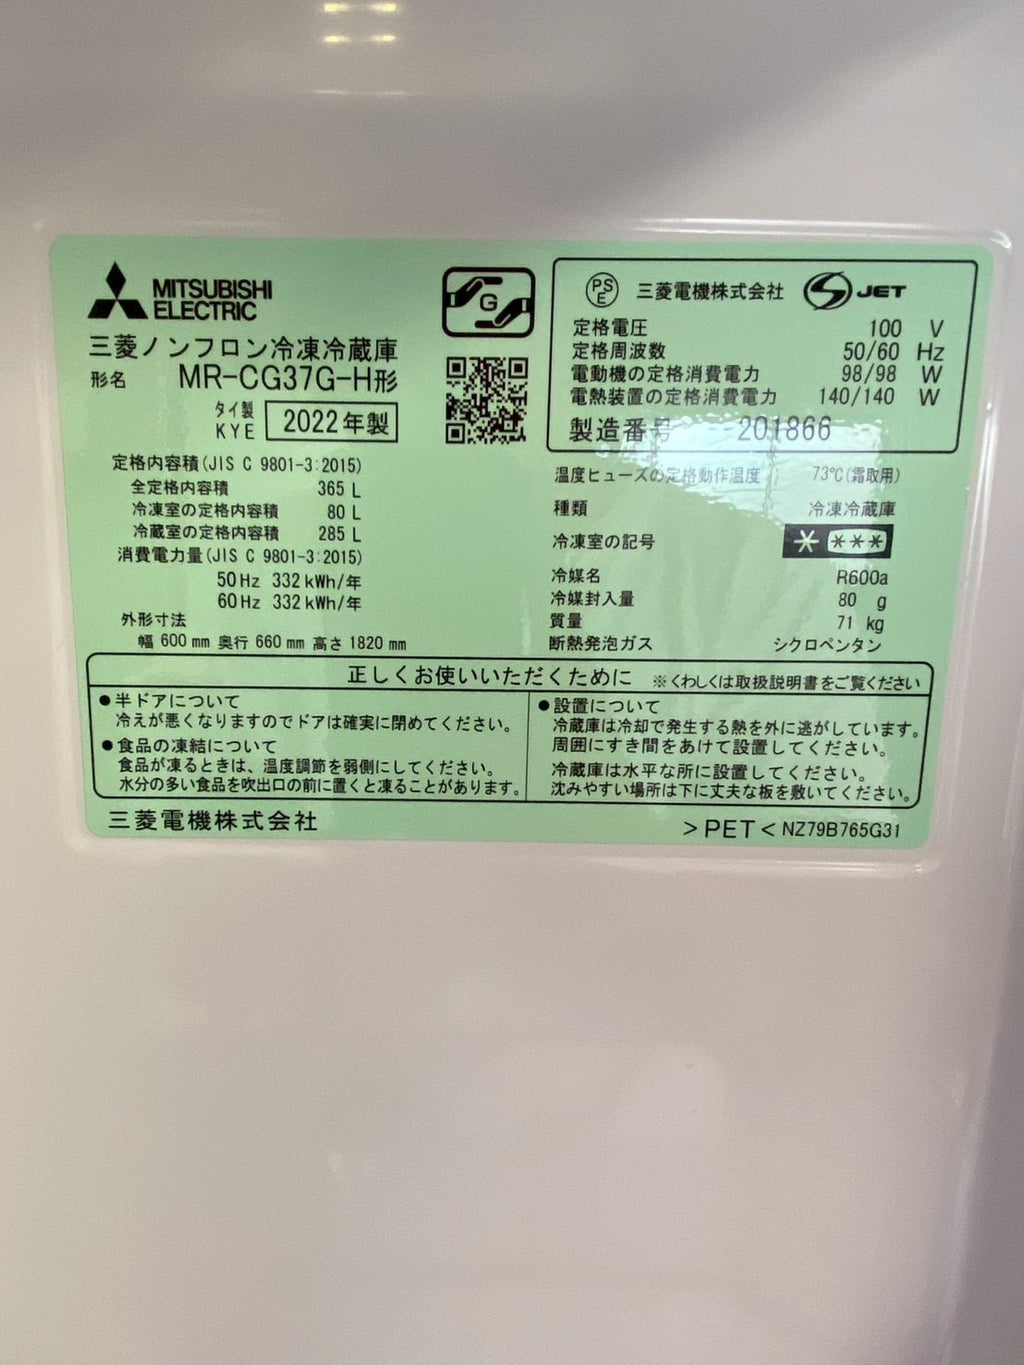 MITSUBISHI
ELECTRIC
三菱ノンフロン冷凍冷蔵庫
形名 MR-CG37G-H形
タイ製
KYE 2022年製
G
定格内容積(JIS C 9801-3:2015)
全定格内容積 365 L
冷凍室の定格内容積 80 L
冷蔵室の定格内容積 285 L
消費電力量(JIS C 9801-3:2015)
50Hz 332kWh/年
60Hz 332kWh/年
外形寸法
幅 600 mm 奥行 660 mm 高さ 1820 mm
PS
E 三菱電機株式会社 S JET
定格電圧 100 V
定格周波数 50/60 Hz
電動機の定格消費電力 98/98 W
電熱装置の定格消費電力 140/140 W
製造番号 201866
温度ヒューズの定格動作温度 73℃(霜取用)
種類 冷凍冷蔵庫
冷凍室の記号 * ***
冷媒名 R600a
冷媒封入量 80 g
質量 71 kg
断熱発泡ガス シクロペンタン
正しくお使いいただくために ※くわしくは取扱説明書をご覧ください
●半ドアについて
冷えが悪くなりますのでドアは確実に閉めてください。
●食品の凍結について
食品が凍るときは、温度調節を弱側にしてください。
水分の多い食品を吹出口の前に置くと凍ることがあります。
●設置について
冷蔵庫は冷却で発生する熱を外に逃がしています。
周囲にすき間をあけて設置してください。
冷蔵庫は水平な所に設置してください。
沈みやすい場所は下に丈夫な板を敷いてください。
三菱電機株式会社
>PET< NZ79B765G31